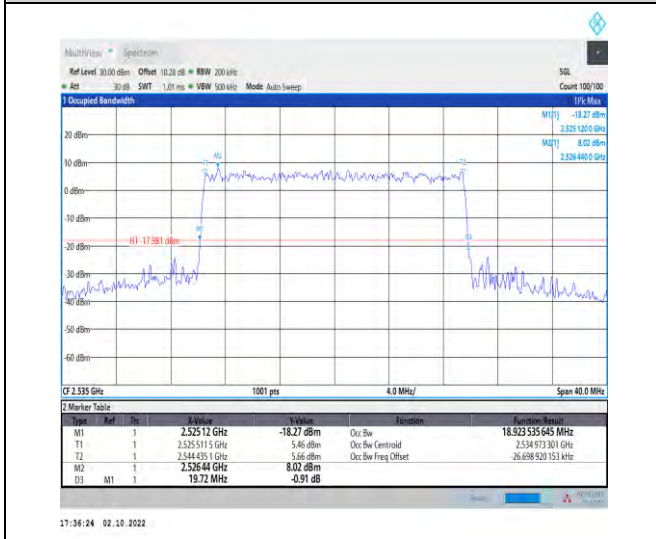 MultiView Spectrum
Ref Level 30.00 dBm Offset 10.28 dB RBW 200 kHz SGL
Att 30 dB SWT 1.01 ms VBW 500 kHz Mode Auto Sweep Count 100/100
1 Occupied Bandwidth 1Pk Max
M1[1] -18.27 dBm
2.525 120 0 GHz
M2[1] 8.02 dBm
2.526 440 0 GHz
20 dBm
M2
10 dBm
0 dBm
-10 dBm
M1
H1 -17.981 dBm
-20 dBm
-30 dBm
-40 dBm
-50 dBm
-60 dBm
CF 2.535 GHz 1001 pts 4.0 MHz/ Span 40.0 MHz
2 Marker Table
Type Ref Trc X-Value Y-Value Function Function Result
M1 1 2.525 12 GHz -18.27 dBm Occ Bw 18.923 535 645 MHz
T1 1 2.525 511 5 GHz 5.46 dBm Occ Bw Centroid 2.534 973 301 GHz
T2 1 2.544 435 1 GHz 5.66 dBm Occ Bw Freq Offset -26.698 920 153 kHz
M2 1 2.526 44 GHz 8.02 dBm
D3 M1 1 19.72 MHz -0.91 dB
17:36:24 02.10.2022